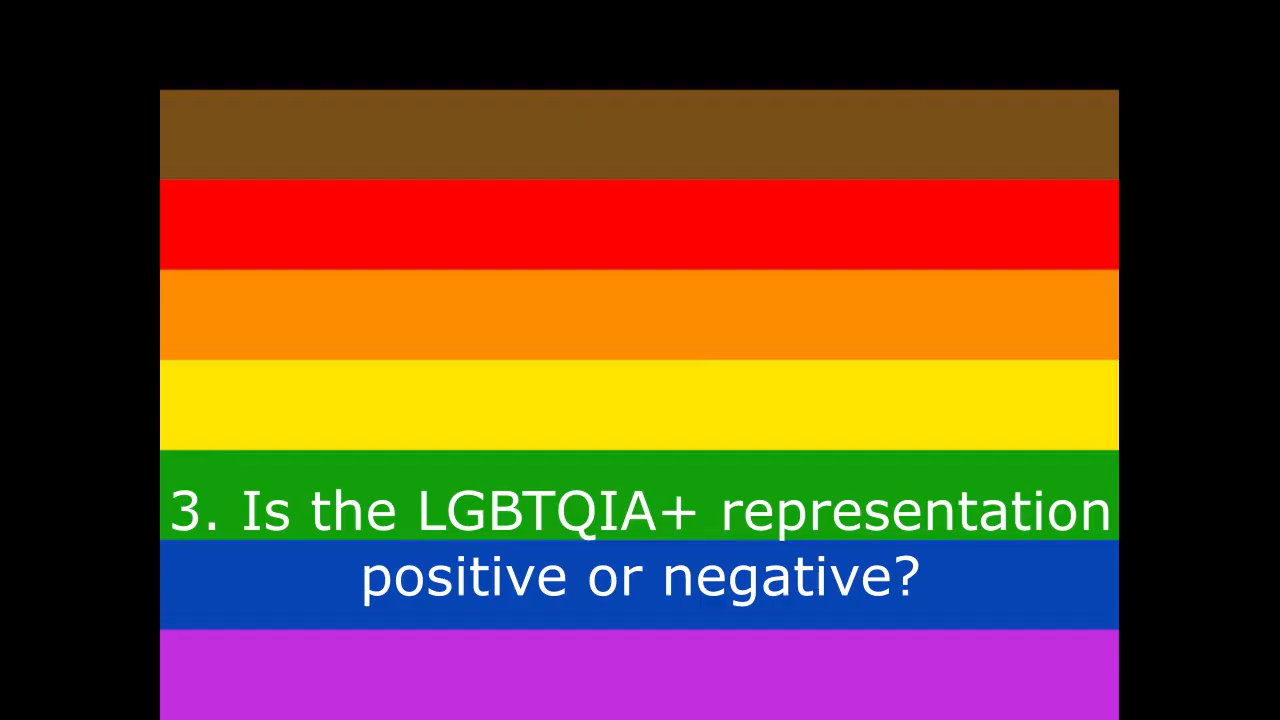 3. Is the LGBTQIA+ representation
positive or negative?